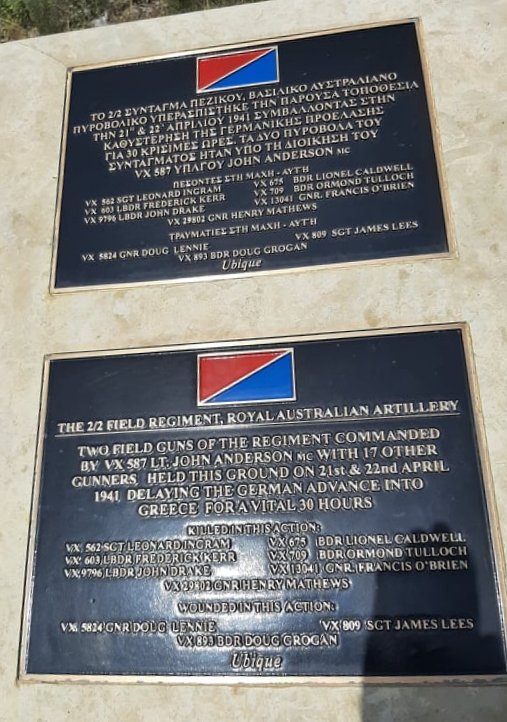 ΤΟ 2/2 ΣΥΝΤΑΓΜΑ ΠΕΖΙΚΟΥ, ΒΑΣΙΛΙΚΟ ΑΥΣΤΡΑΛΙΑΝΟ
ΠΥΡΟΒΟΛΙΚΟ ΥΠΕΡΑΣΠΙΣΤΗΚΕ ΤΗΝ ΠΑΡΟΥΣΑ ΤΟΠΟΘΕΣΙΑ
ΤΗΝ 21st & 22' ΑΠΡΙΛΙΟΥ 1941 ΣΥΜΒΑΛΛΟΝΤΑΣ ΣΤΗΝ
ΚΑΘΥΣΤΕΡΗΣΗ ΤΗΣ ΓΕΡΜΑΝΙΚΗΣ ΠΡΟΕΛΑΣΗΣ
ΓΙΑ 30 ΚΡΙΣΙΜΕΣ ΩΡΕΣ. ΤΑ ΔΥΟ ΠΥΡΟΒΟΛΑ ΤΟΥ
ΣΥΝΤΑΓΜΑΤΟΣ ΗΤΑΝ ΥΠΟ ΤΗ ΔΙΟΙΚΗΣΗ ΤΟΥ
VX 587 ΥΠΛΓΟΥ JOHN ANDERSON MC
ΠΕΣΟΝΤΕΣ ΣΤΗ ΜΑΧΗ - ΑΥΤΗ
VX 562 SGT LEONARD INGRAM VX 675 BDR LIONEL CALDWELL
VX 603 LBDR FREDERICK KERR VX 709 BDR ORMOND TULLOCH
VX 9796 LBDR JOHN DRAKE VX 13041 GNR. FRANCIS O'BRIEN
VX 29802 GNR HENRY MATHEWS
ΤΡΑΥΜΑΤΙΕΣ ΣΤΗ ΜΑΧΗ - ΑΥΤΗ
VX 5824 GNR DOUG LENNIE VX 809 SGT JAMES LEES
VX 893 BDR DOUG GROGAN
Ubique
THE 2/2 FIELD REGIMENT, ROYAL AUSTRALIAN ARTILLERY
TWO FIELD GUNS OF THE REGIMENT COMMANDED
BY VX 587 LT. JOHN ANDERSON MC WITH 17 OTHER
GUNNERS HELD THIS GROUND ON 21st & 22nd APRIL
1941 DELAYING THE GERMAN ADVANCE INTO
GREECE FOR A VITAL 30 HOURS
KILLED IN THIS ACTION:
VX 562 SGT LEONARD INGRAM VX 675 BDR LIONEL CALDWELL
VX 603 LBDR FREDERICK KERR VX 709 BDR ORMOND TULLOCH
VX 9796 LBDR JOHN DRAKE VX 13041 GNR. FRANCIS O'BRIEN
VX GNR HENRY MATHEWS
WOUNDED IN THIS ACTION:
VX 5824 GNR DOUG LENNIE VX 809 SGT JAMES LEES
VX 893 BDR DOUG GROGAN
Ubique